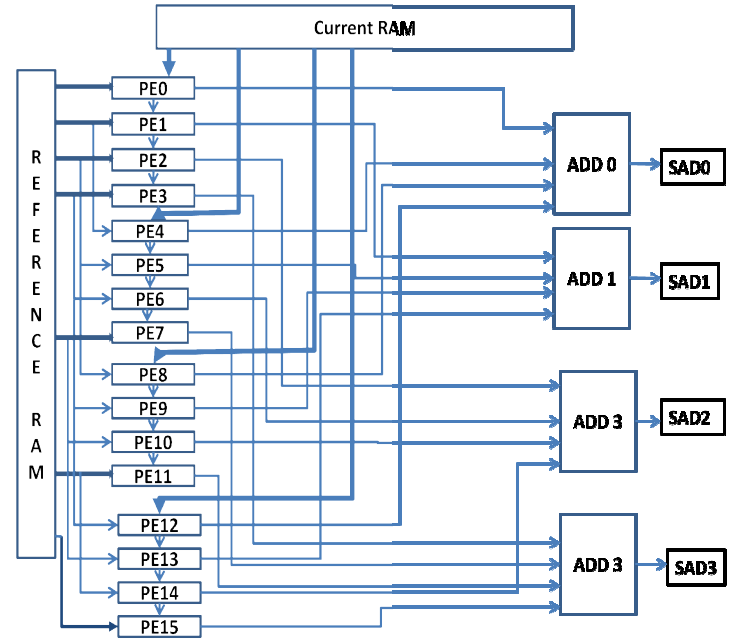 Current RAM
REFERENCE RAM
PE0
PE1
PE2
PE3
PE4
PE5
PE6
PE7
PE8
PE9
PE10
PE11
PE12
PE13
PE14
PE15
ADD 0
SAD0
ADD 1
SAD1
ADD 3
SAD2
ADD 3
SAD3